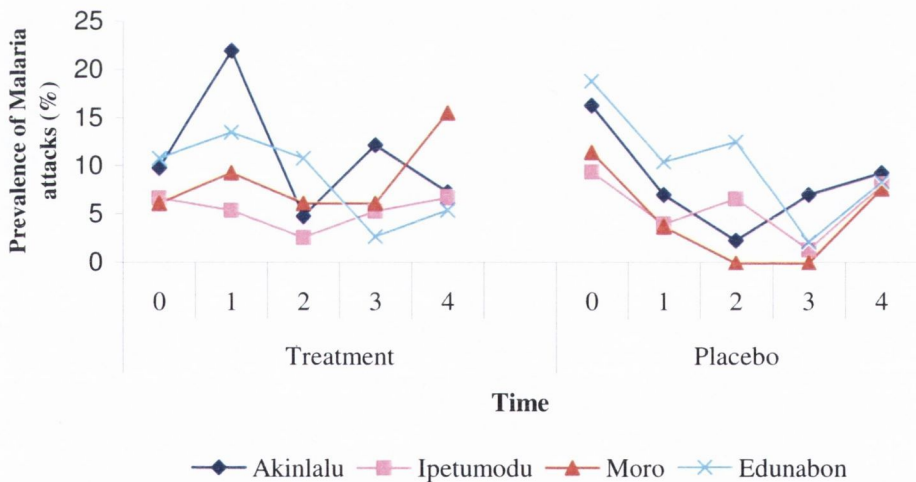 Prevalence of Malaria
attacks (%)
25
20
15
10
5
0
0 1 2 3 4 0 1 2 3 4
Treatment Placebo
Time
Akinlalu Ipetumodu Moro Edunabon